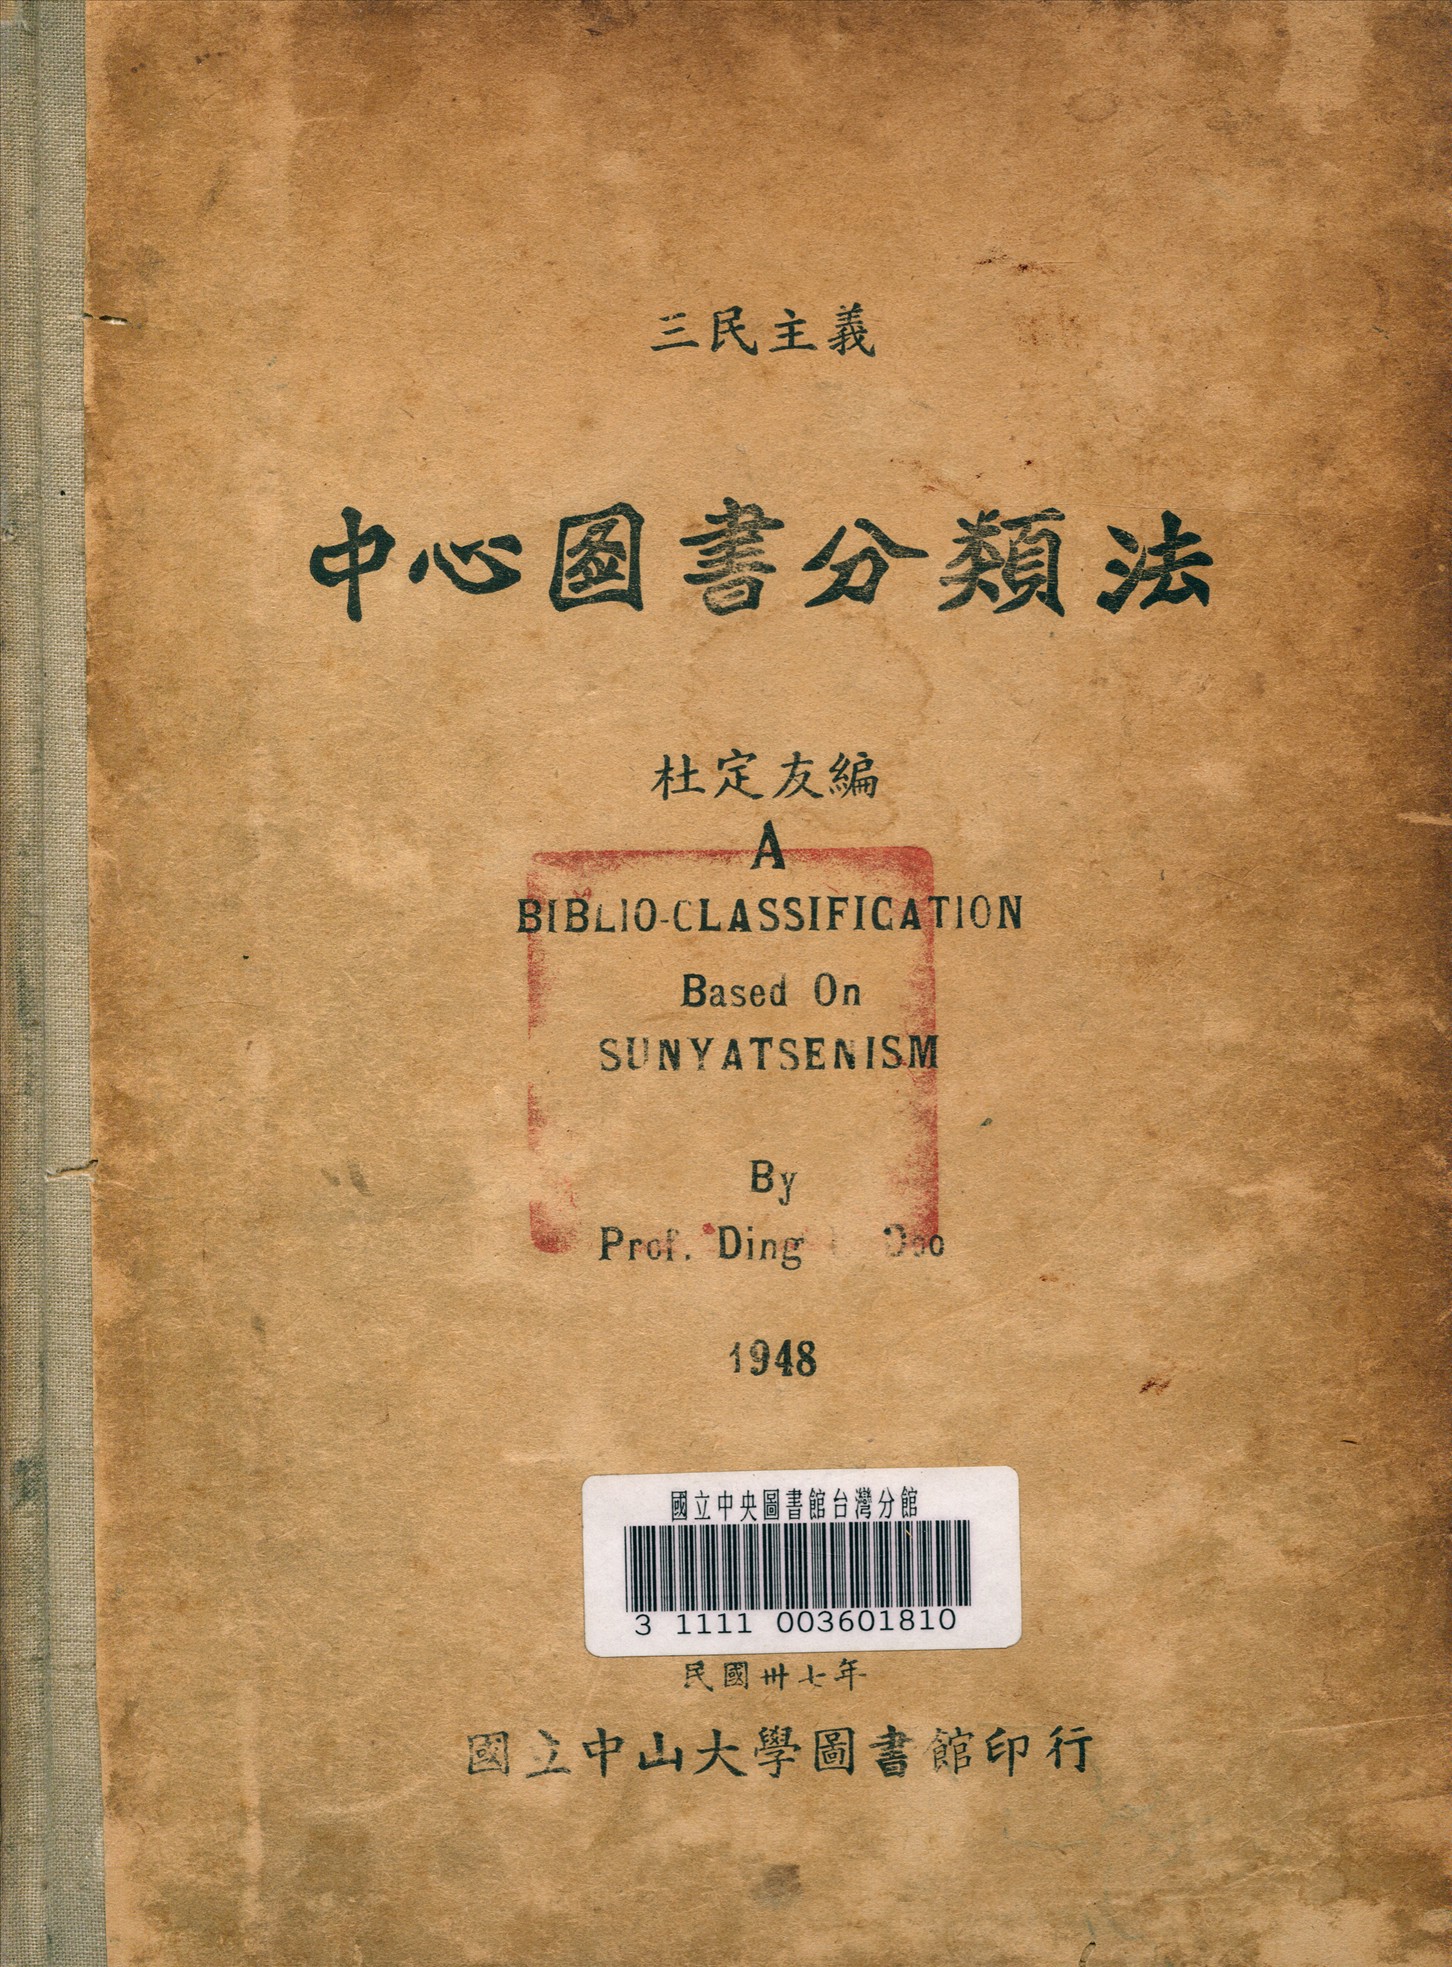 三民主義
中心圖書分類法
杜定友編
A
BIBLIO-CLASSIFICATION
Based On
SUNYATSENISM
By
Prof. Ding Doo
1948
國立中央圖書館台灣分館
3 1111 003601810
民國卅七年
國立中山大學圖書館印行